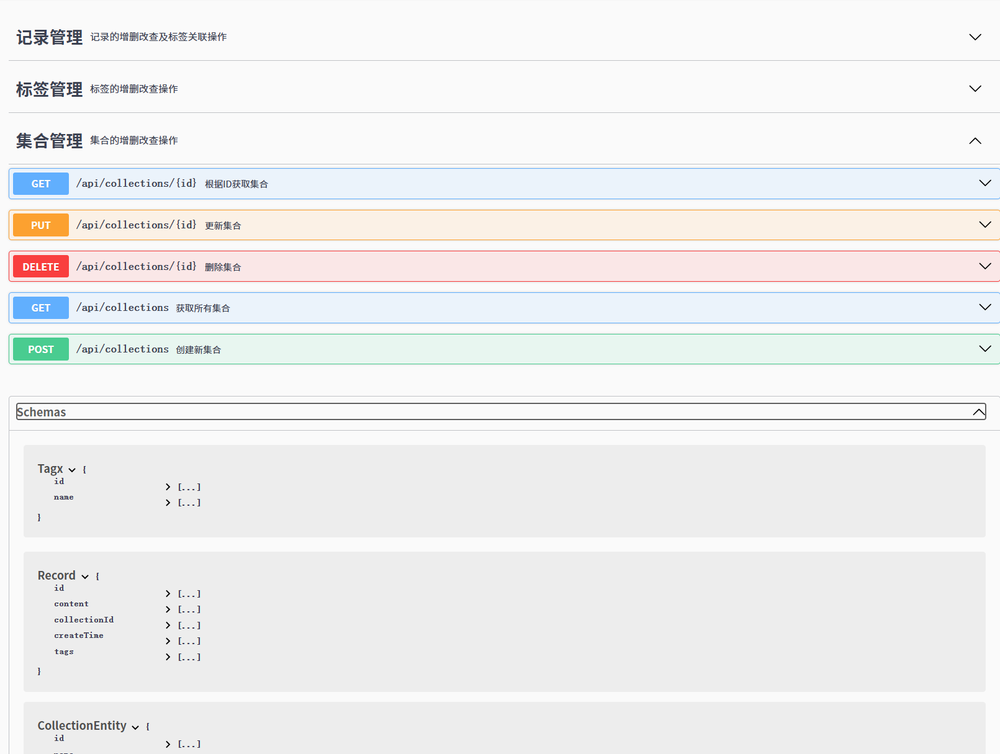 记录管理 记录的增删改查及标签关联操作
标签管理 标签的增删改查操作
集合管理 集合的增删改查操作
GET /api/collections/{id} 根据ID获取集合
PUT /api/collections/{id} 更新集合
DELETE /api/collections/{id} 删除集合
GET /api/collections 获取所有集合
POST /api/collections 创建新集合
Schemas
Tagx {
id [...]
name [...]
}
Record {
id [...]
content [...]
collectionId [...]
createTime [...]
tags [...]
}
CollectionEntity {
id [...]